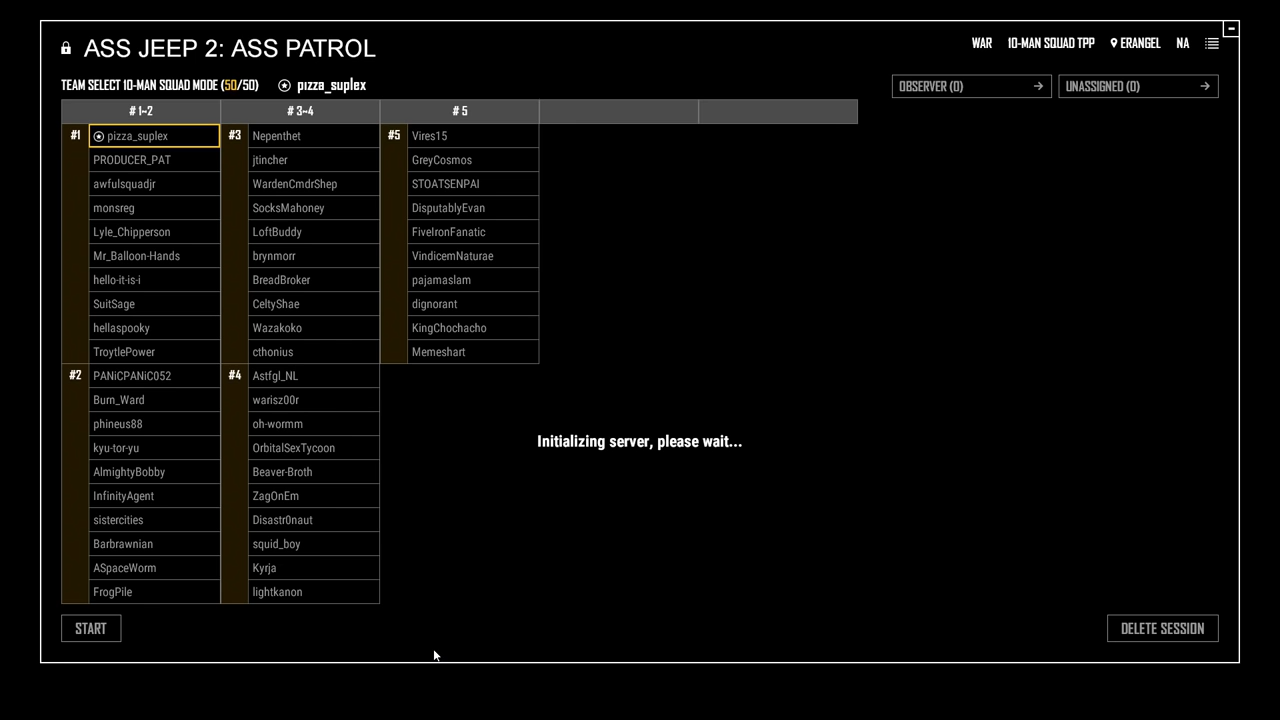 ASS JEEP 2: ASS PATROL
WAR 10-MAN SQUAD TPP ERANGEL NA
TEAM SELECT 10-MAN SQUAD MODE (50/50) pizza_suplex
OBSERVER (0) UNASSIGNED (0)
# 1~2 # 3~4 # 5
#1 pizza_suplex #3 Nepenthet #5 Vires15
PRODUCER_PAT jtincher GreyCosmos
awfulsquadjr WardenCmdrShep STOATSENPAI
monsreg SocksMahoney DisputablyEvan
Lyle_Chipperson LoftBuddy FiveIronFanatic
Mr_Balloon-Hands brynmorr VindicemNaturae
hello-it-is-i BreadBroker pajamaslam
SuitSage CeltyShae dignorant
hellaspooky Wazakoko KingChochacho
TroytlePower cthonius Memeshart
#2 PANiCPANiC052 #4 Astfgl_NL
Burn_Ward warisz00r
phineus88 oh-wormm
kyu-tor-yu OrbitalSexTycoon
AlmightyBobby Beaver-Broth
InfinityAgent ZagOnEm
sistercities Disastr0naut
Barbrawnian squid_boy
ASpaceWorm Kyrja
FrogPile lightkanon
Initializing server, please wait...
START DELETE SESSION